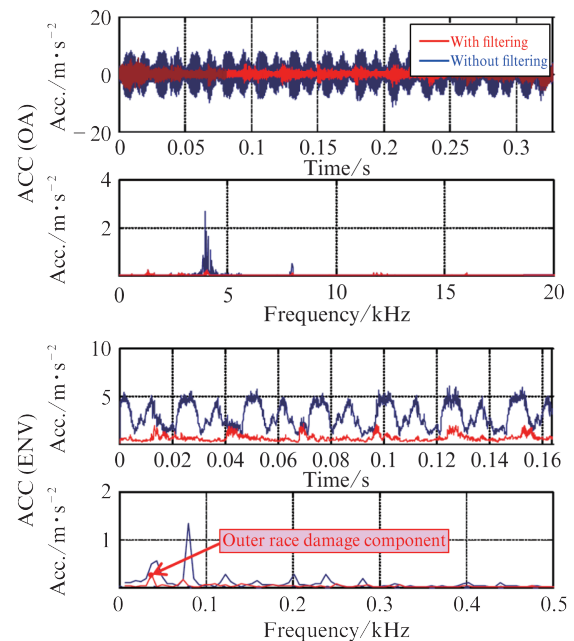 20
With filtering
Without filtering
0
−20
0 0.05 0.1 0.15 0.2 0.25 0.3
Time/s
Acc./m·s⁻²
ACC (OA)
4
2
0 5 10 15 20
Frequency/kHz
Acc./m·s⁻²
10
5
0
0 0.02 0.04 0.06 0.08 0.1 0.12 0.14 0.16
Time/s
Acc./m·s⁻²
ACC (ENV)
2
1
Outer race damage component
0 0.1 0.2 0.3 0.4 0.5
Frequency/kHz
Acc./m·s⁻²